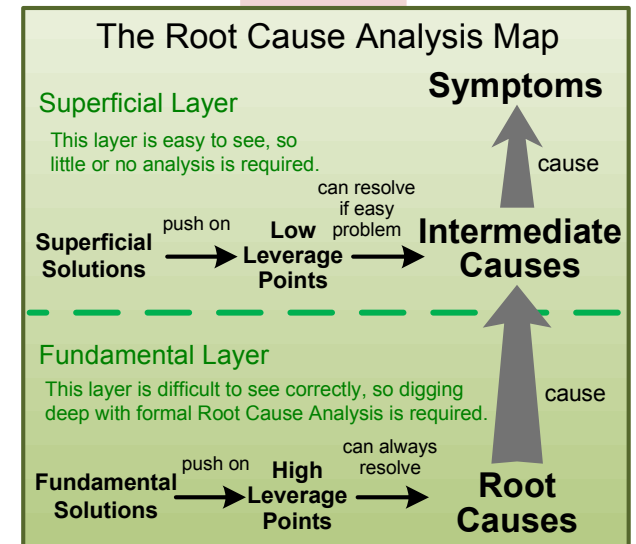 The Root Cause Analysis Map
Symptoms
Superficial Layer
This layer is easy to see, so
little or no analysis is required.
cause
can resolve
if easy
problem
push on
Superficial
Solutions
Low
Leverage
Points
Intermediate
Causes
Fundamental Layer
This layer is difficult to see correctly, so digging
deep with formal Root Cause Analysis is required.
cause
push on
can always
resolve
Fundamental
Solutions
High
Leverage
Points
Root
Causes